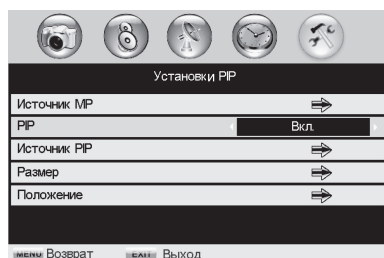 Установки PIP
Источник MP
PIP Вкл.
Источник PIP
Размер
Положение
MENU Возврат EXIT Выход